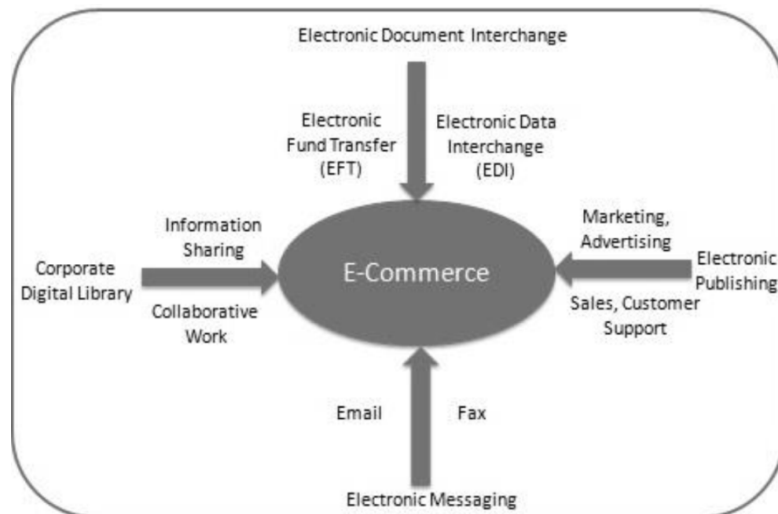 Electronic Document Interchange
Electronic
Fund Transfer
(EFT)
Electronic Data
Interchange
(EDI)
Information
Sharing
Marketing,
Advertising
Corporate
Digital Library
E-Commerce
Electronic
Publishing
Collaborative
Work
Sales, Customer
Support
Email
Fax
Electronic Messaging